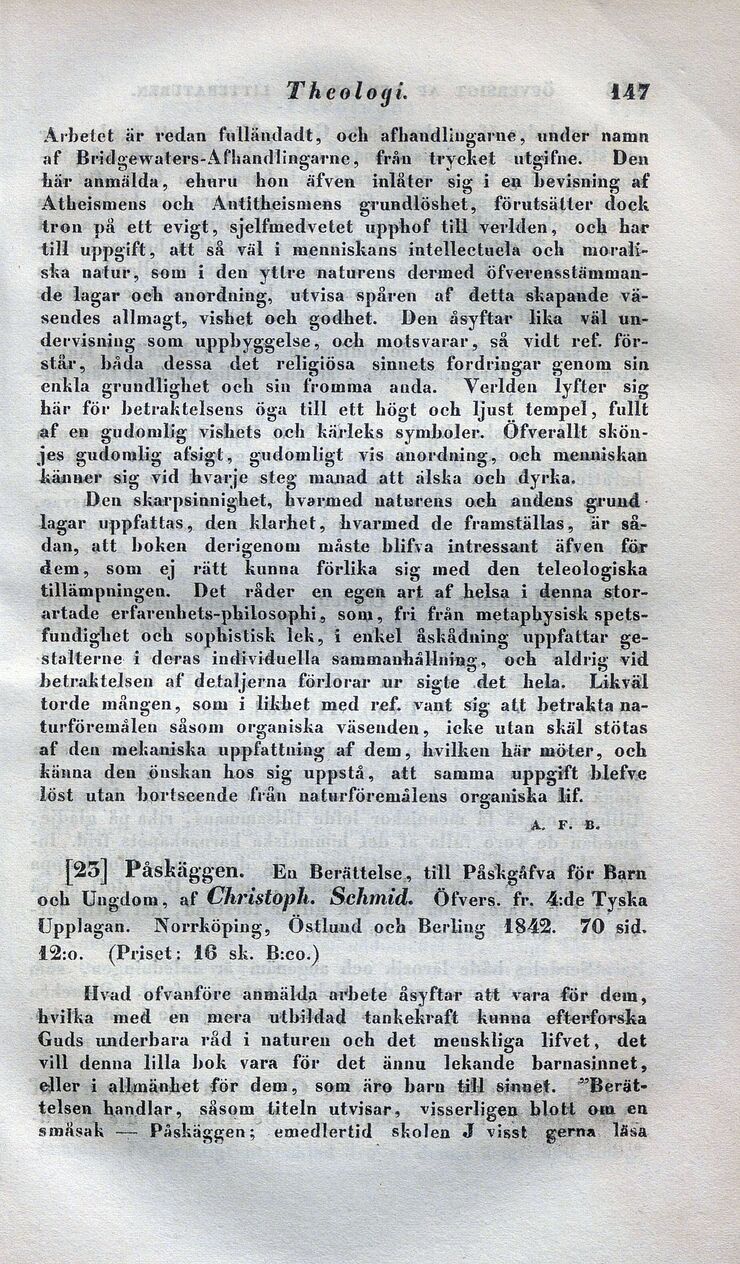 Theologi. 147
Arbetet är redan fulländadt, och afhandlingarne, under namn
af Bridgewaters-Afhandlingarne, från trycket utgifne. Den
här anmälda, ehuru hon äfven inlåter sig i en bevisning af
Atheismens och Antitheismens grundlöshet, förutsätter dock
tron på ett evigt, sjelfmedvetet upphof till verlden, och har
till uppgift, att så väl i menniskans intellectuela och morali-
ska natur, som i den yttre naturens dermed öfverensstämman-
de lagar och anordning, utvisa spåren af detta skapande vä-
sendes allmagt, vishet och godhet. Den åsyftar lika väl un-
dervisning som uppbyggelse, och motsvarar, så vidt ref. för-
står, båda dessa det religiösa sinnets fordringar genom sin
enkla grundlighet och sin fromma anda. Verlden lyfter sig
här för betraktelsens öga till ett högt och ljust tempel, fullt
af en gudomlig vishets och kärleks symboler. Öfverallt skön-
jes gudomlig afsigt, gudomligt vis anordning, och menniskan
känner sig vid hvarje steg manad att älska och dyrka.
Den skarpsinnighet, hvarmed naturens och andens grund-
lagar uppfattas, den klarhet, hvarmed de framställas, är så-
dan, att boken derigenom måste blifva intressant äfven för
dem, som ej rätt kunna förlika sig med den teleologiska
tillämpningen. Det råder en egen art af helsa i denna stor-
artade erfarenhets-philosophi, som, fri från metaphysisk spets-
fundighet och sophistisk lek, i enkel åskådning uppfattar ge-
stalterne i deras individuella sammanhållning, och aldrig vid
betraktelsen af detaljerna förlorar ur sigte det hela. Likväl
torde mången, som i likhet med ref. vant sig att betrakta na-
turföremålen såsom organiska väsenden, icke utan skäl stötas
af den mekaniska uppfattning af dem, hvilken här möter, och
känna den önskan hos sig uppstå, att samma uppgift blefve
löst utan bortseende från naturföremålens organiska lif.
A. F. B.
[23] Påskäggen. En Berättelse, till Påskgåfva för Barn
och Ungdom, af Christoph. Schmid. Öfvers. fr. 4:de Tyska
Upplagan. Norrköping, Östlund och Berling 1842. 70 sid.
12:o. (Priset: 16 sk. B:co.)
Hvad ofvanföre anmälda arbete åsyftar att vara för dem,
hvilka med en mera utbildad tankekraft kunna efterforska
Guds underbara råd i naturen och det menskliga lifvet, det
vill denna lilla bok vara för det ännu lekande barnasinnet,
eller i allmänhet för dem, som äro barn till sinnet. ”Berät-
telsen handlar, såsom titeln utvisar, visserligen blott om en
småsak — Påskäggen; emedlertid skolen J visst gerna läsa